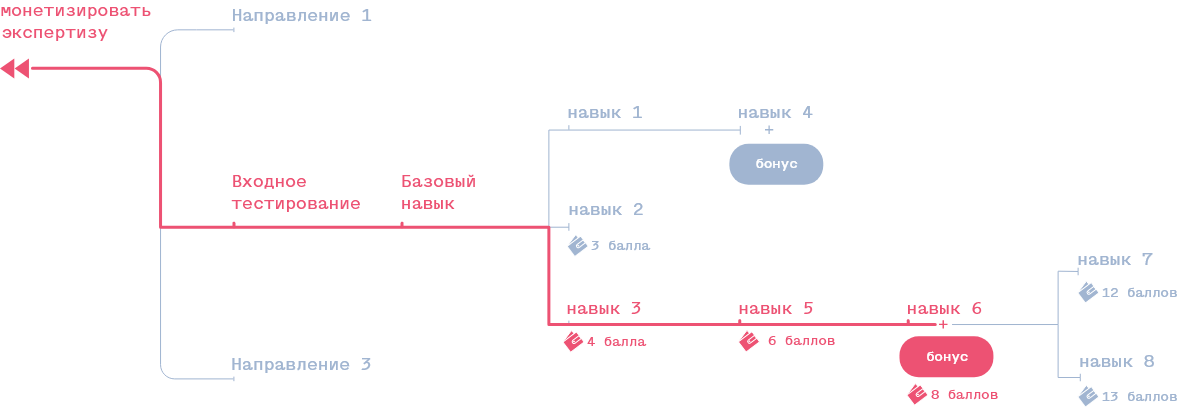 монетизировать
экспертизу
Направление 1
навык 1
навык 4
+
бонус
Входное
тестирование
Базовый
навык
навык 2
3 балла
навык 7
12 баллов
навык 3
4 балла
навык 5
6 баллов
навык 6
+
бонус
8 баллов
Направление 3
навык 8
13 баллов